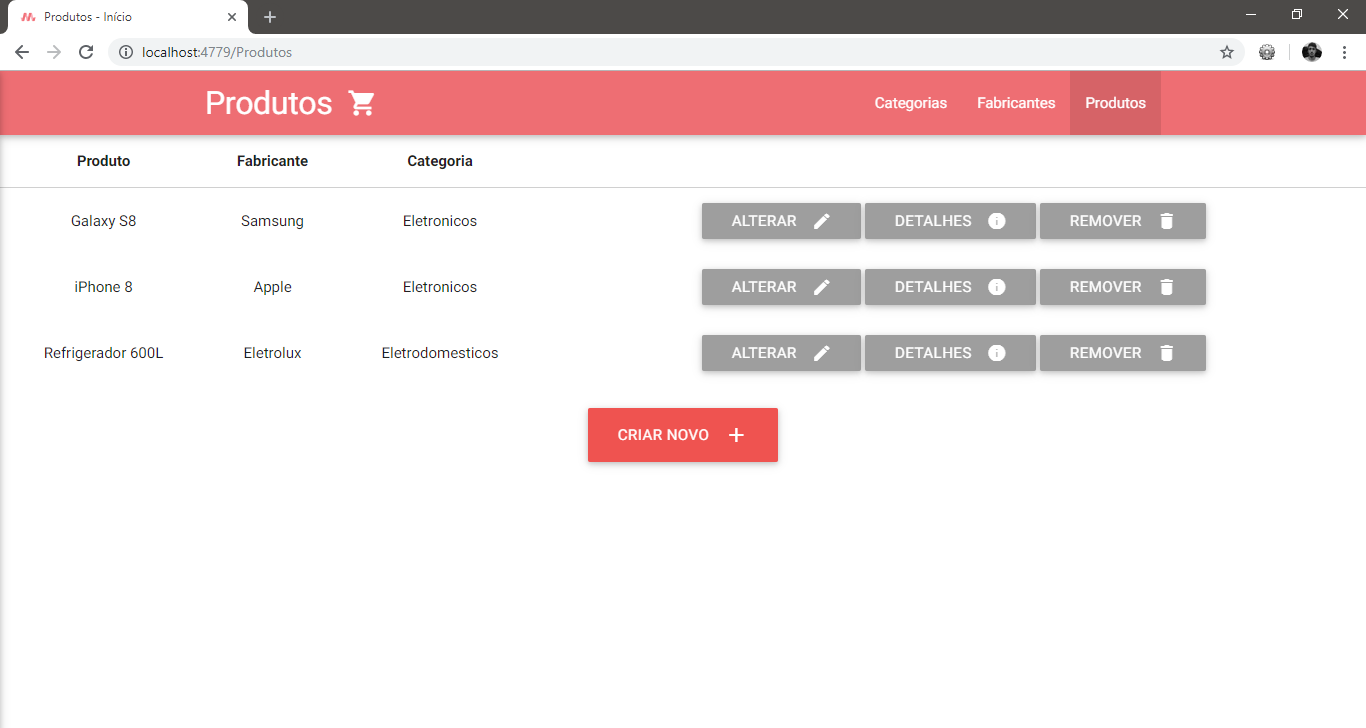 Produtos - Início
localhost:4779/Produtos
Produtos
Categorias Fabricantes Produtos
Produto Fabricante Categoria
Galaxy S8 Samsung Eletronicos ALTERAR DETALHES REMOVER
iPhone 8 Apple Eletronicos ALTERAR DETALHES REMOVER
Refrigerador 600L Eletrolux Eletrodomesticos ALTERAR DETALHES REMOVER
CRIAR NOVO